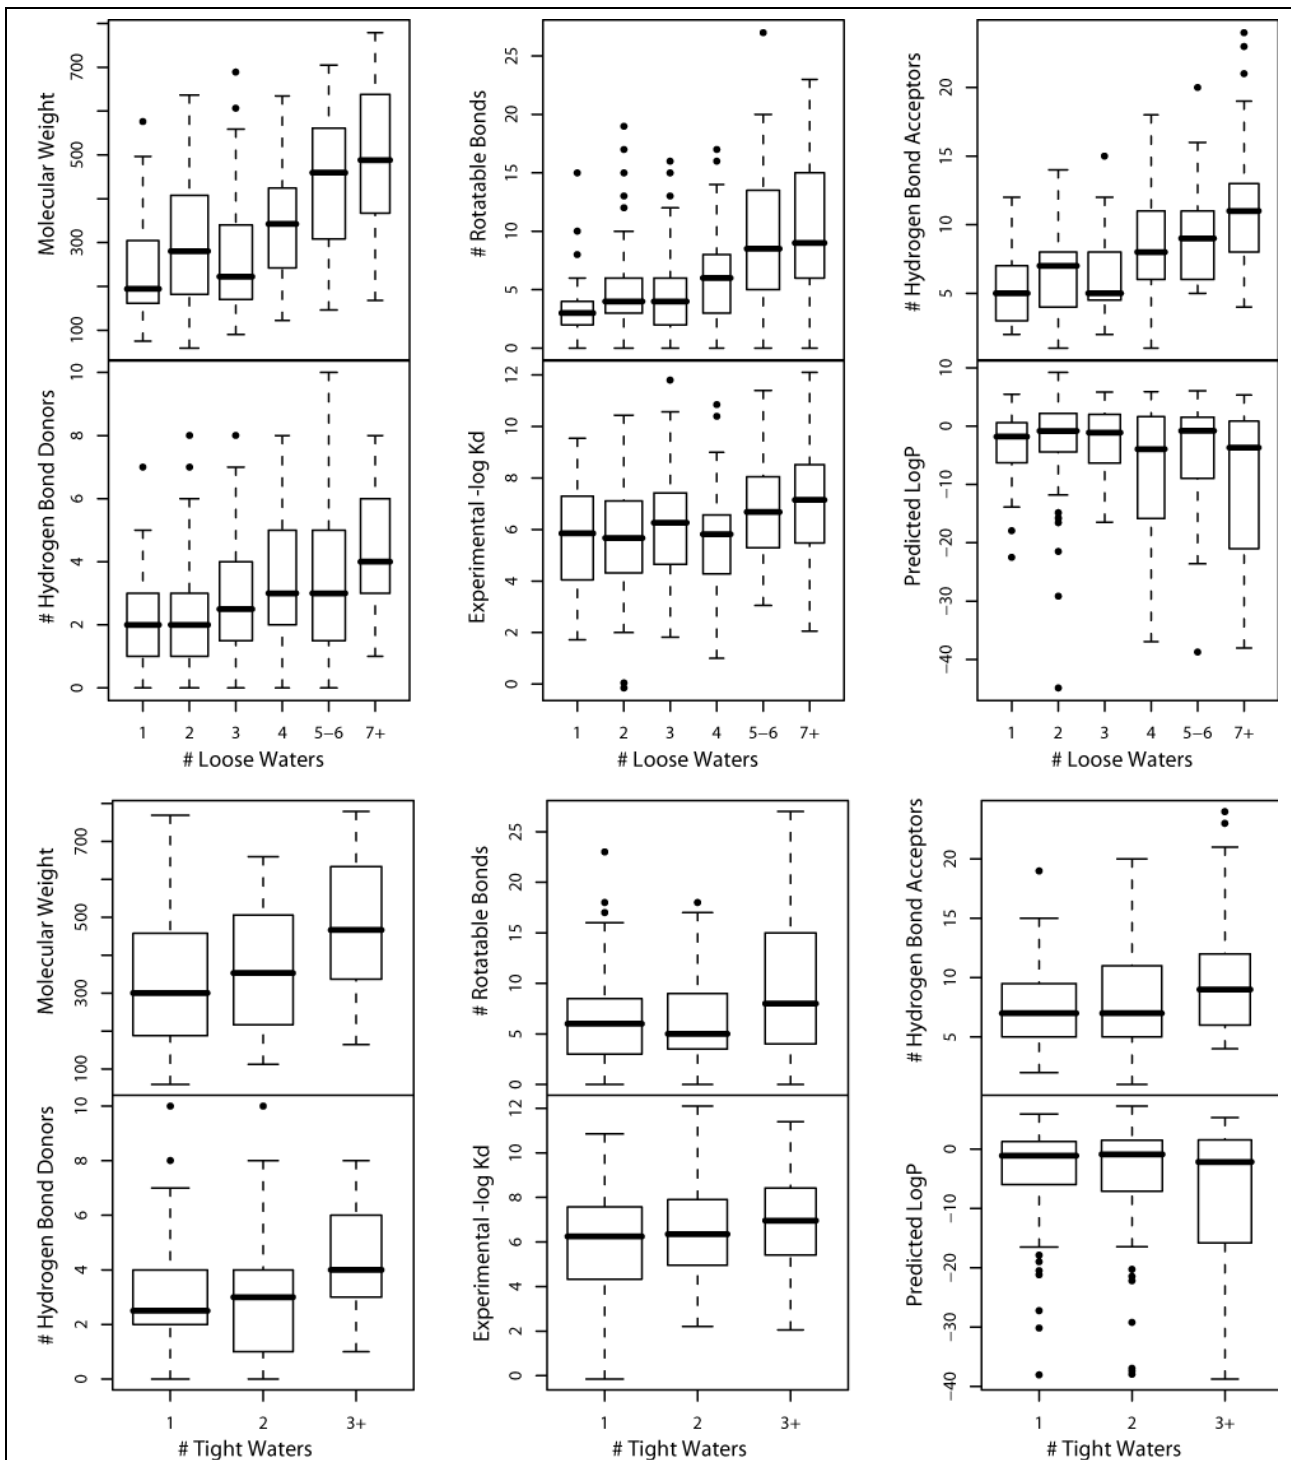 Molecular Weight
100 300 500 700
# Rotatable Bonds
0 5 10 15 20 25
# Hydrogen Bond Acceptors
5 10 15 20
# Hydrogen Bond Donors
0 2 4 6 8 10
Experimental -log Kd
0 2 4 6 8 10 12
Predicted LogP
−40 −30 −20 −10 0 10
1 2 3 4 5−6 7+
# Loose Waters
1 2 3 4 5−6 7+
# Loose Waters
1 2 3 4 5−6 7+
# Loose Waters
Molecular Weight
100 300 500 700
# Rotatable Bonds
0 5 10 15 20 25
# Hydrogen Bond Acceptors
5 10 15 20
# Hydrogen Bond Donors
0 2 4 6 8 10
Experimental -log Kd
0 2 4 6 8 10 12
Predicted LogP
−40 −30 −20 −10 0
1 2 3+
# Tight Waters
1 2 3+
# Tight Waters
1 2 3+
# Tight Waters